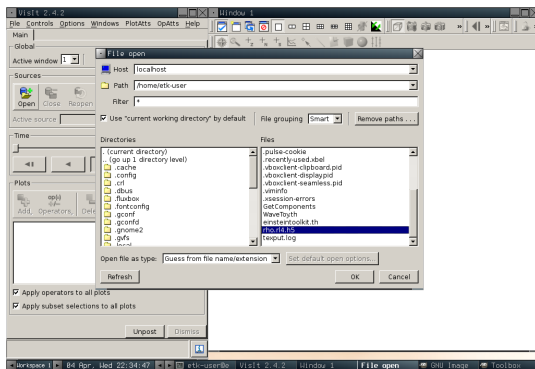 VisIt 2.4.2
Window 1
File Controls Options Windows PlotAtts OpAtts Help
Main
Global
Active window 1
Sources
Open Close Reopen
Active source
Time
Plots
Add, Operators, Dele
Apply operators to all plots
Apply subset selections to all plots
Unpost Dismiss
File open
Host localhost
Path /home/etk-user
Filter *
Use "current working directory" by default
File grouping Smart
Remove paths ...
Directories
. (current directory)
.. (go up 1 directory level)
.cache
.config
.crl
.dbus
.fluxbox
.fontconfig
.gconf
.gconfd
.gnome2
.gvfs
.local
Files
.pulse-cookie
.recently-used.xbel
.vboxclient-clipboard.pid
.vboxclient-display.pid
.vboxclient-seamless.pid
.viminfo
.xsession-errors
GetComponents
WaveToy.th
einsteintoolkit.th
rho.rl4.h5
texput.log
Open file as type: Guess from file name/extension
Set default open options...
Refresh
OK
Cancel
Workspace 1
04 Apr, Wed 22:34:47
etk-user@e
VisIt 2.4.2
Window 1
File open
GNU Image
Toolbox